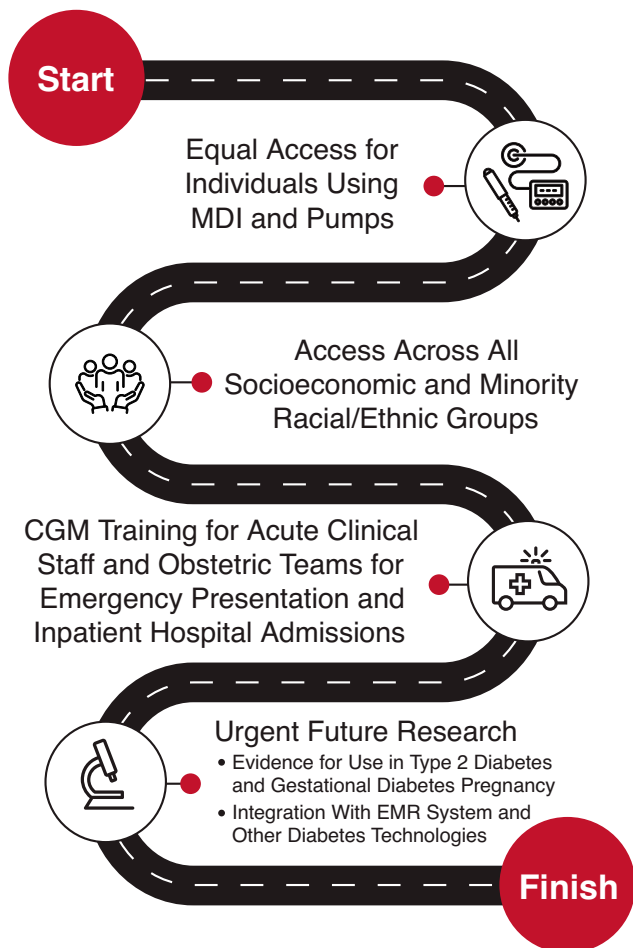 Start
Equal Access for
Individuals Using
MDI and Pumps
Access Across All
Socioeconomic and Minority
Racial/Ethnic Groups
CGM Training for Acute Clinical
Staff and Obstetric Teams for
Emergency Presentation and
Inpatient Hospital Admissions
Urgent Future Research
• Evidence for Use in Type 2 Diabetes
and Gestational Diabetes Pregnancy
• Integration With EMR System and
Other Diabetes Technologies
Finish